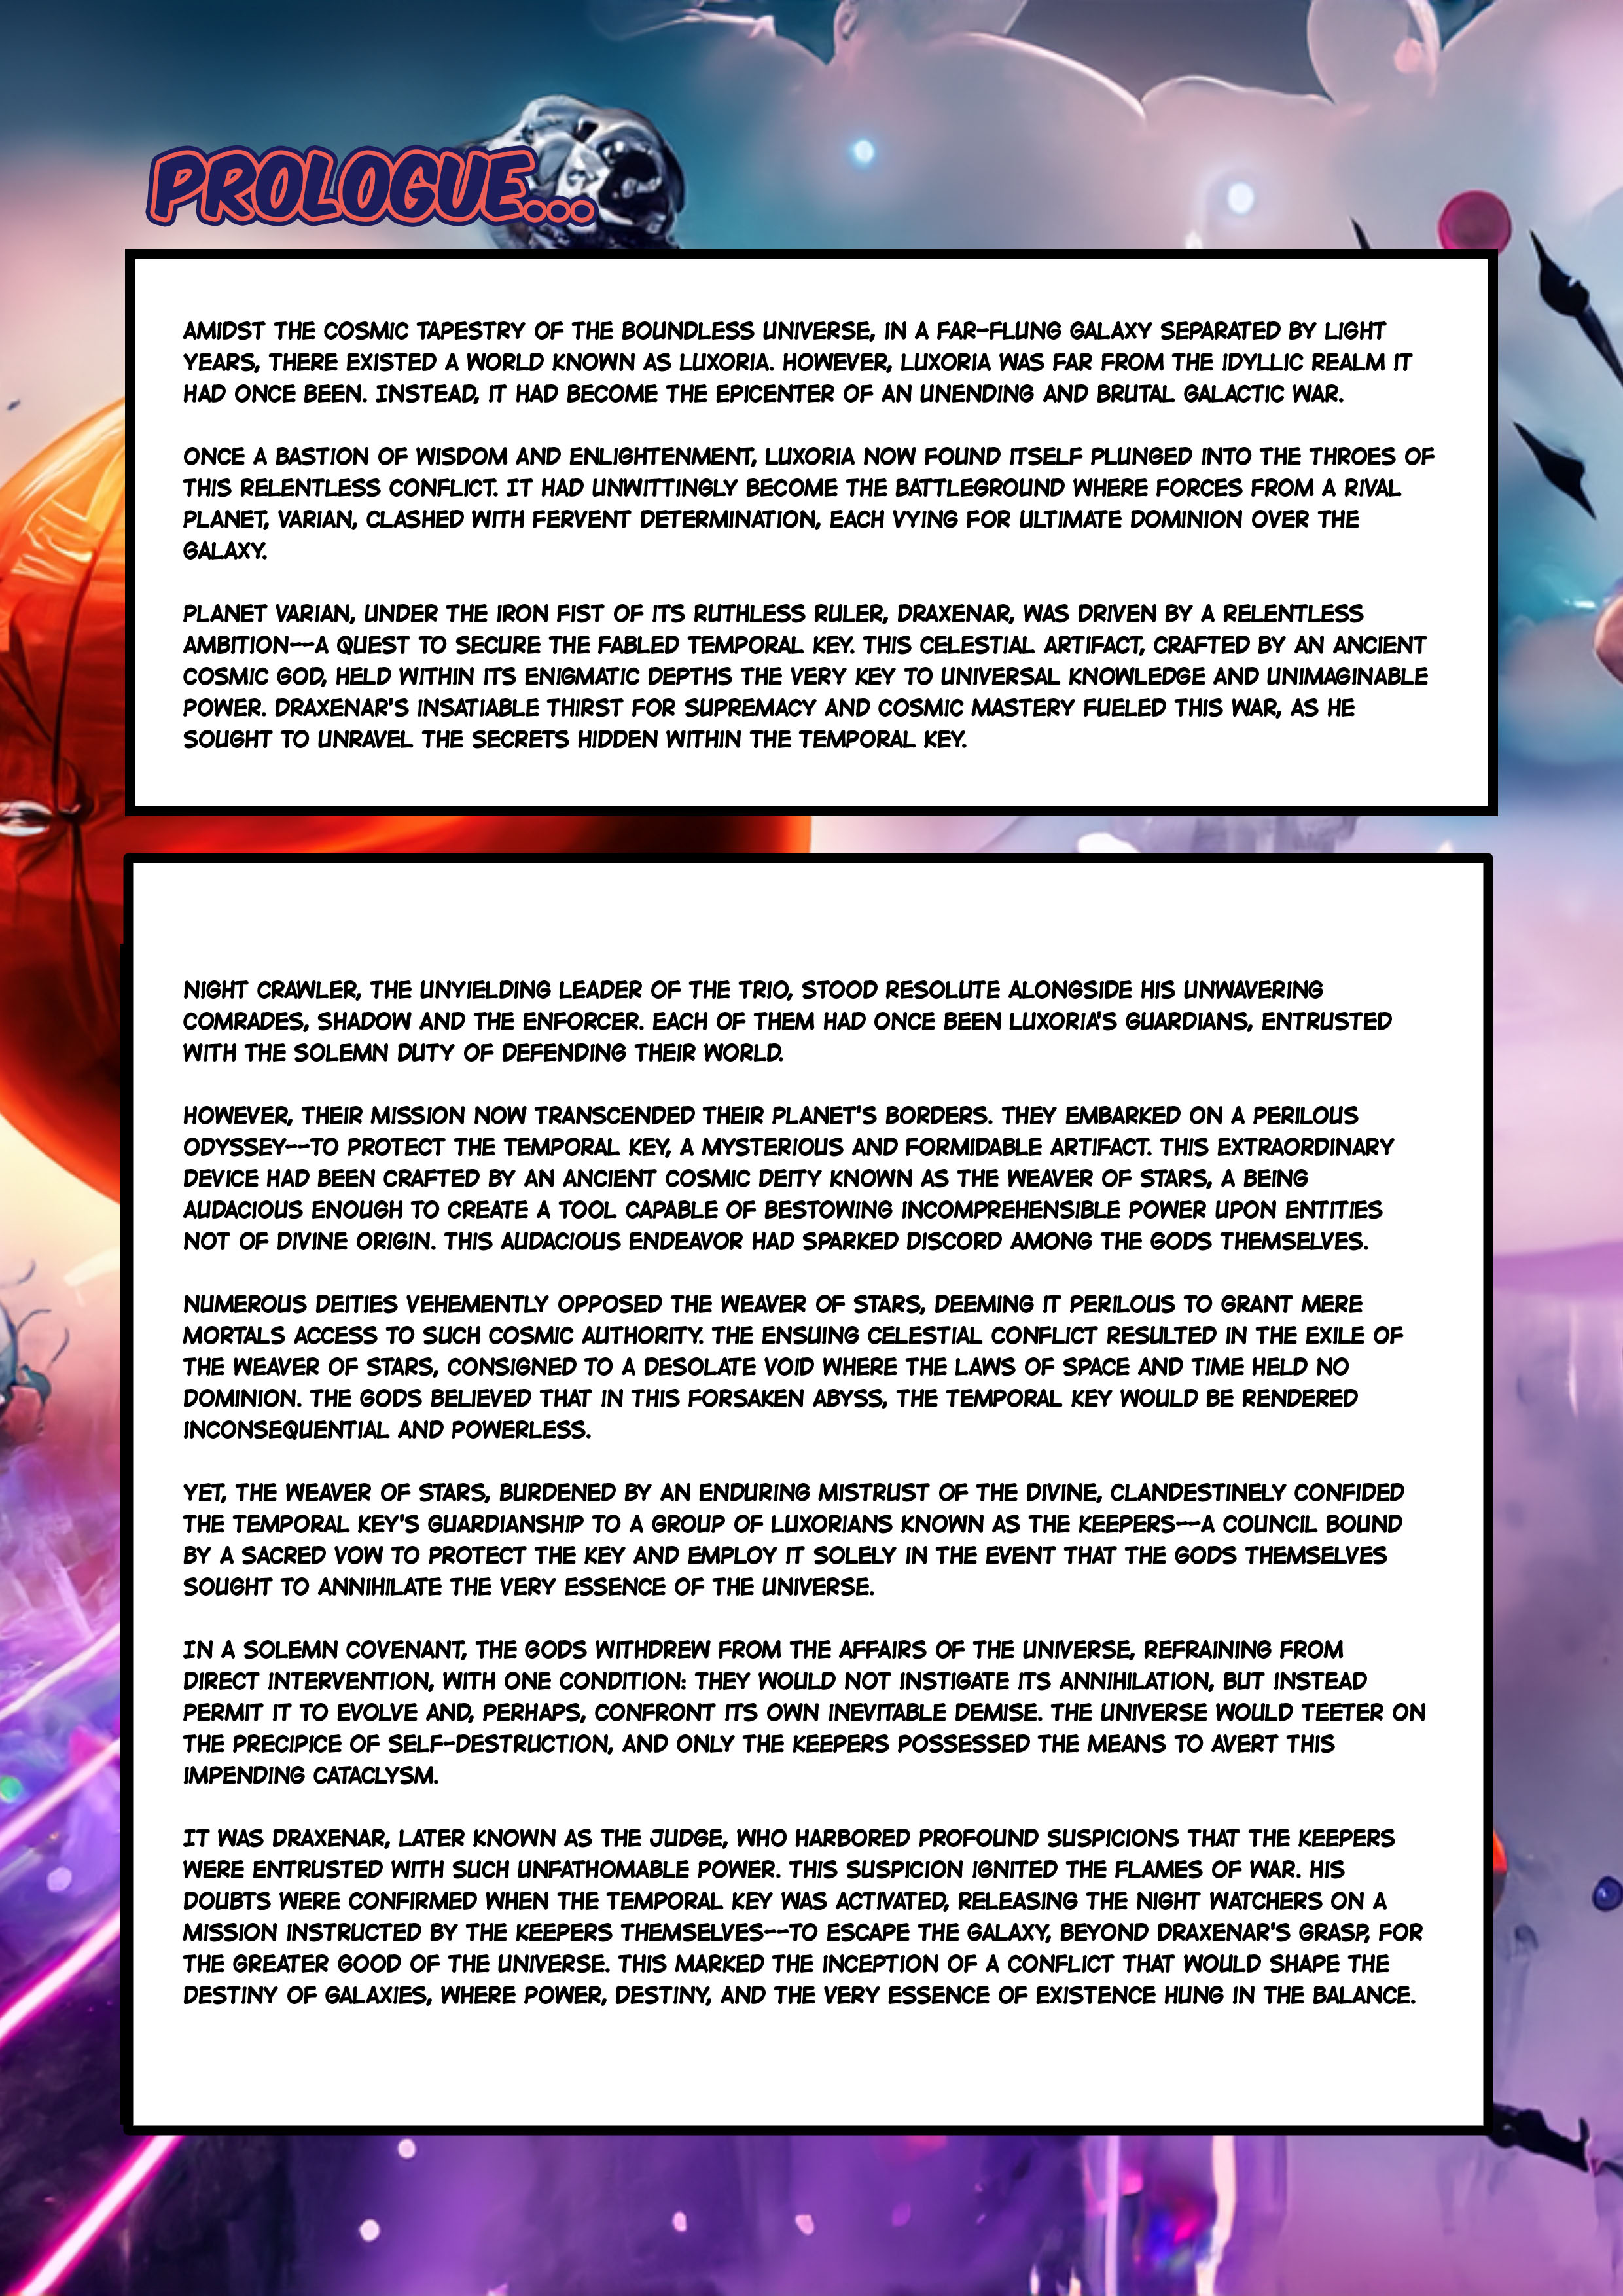 PROLOGUE...
AMIDST THE COSMIC TAPESTRY OF THE BOUNDLESS UNIVERSE, IN A FAR-FLUNG GALAXY SEPARATED BY LIGHT
YEARS, THERE EXISTED A WORLD KNOWN AS LUXORIA. HOWEVER, LUXORIA WAS FAR FROM THE IDYLLIC REALM IT
HAD ONCE BEEN. INSTEAD, IT HAD BECOME THE EPICENTER OF AN UNENDING AND BRUTAL GALACTIC WAR.
ONCE A BASTION OF WISDOM AND ENLIGHTENMENT, LUXORIA NOW FOUND ITSELF PLUNGED INTO THE THROES OF
THIS RELENTLESS CONFLICT. IT HAD UNWITTINGLY BECOME THE BATTLEGROUND WHERE FORCES FROM A RIVAL
PLANET, VARIAN, CLASHED WITH FERVENT DETERMINATION, EACH VYING FOR ULTIMATE DOMINION OVER THE
GALAXY.
PLANET VARIAN, UNDER THE IRON FIST OF ITS RUTHLESS RULER, DRAXENAR, WAS DRIVEN BY A RELENTLESS
AMBITION--A QUEST TO SECURE THE FABLED TEMPORAL KEY. THIS CELESTIAL ARTIFACT, CRAFTED BY AN ANCIENT
COSMIC GOD, HELD WITHIN ITS ENIGMATIC DEPTHS THE VERY KEY TO UNIVERSAL KNOWLEDGE AND UNIMAGINABLE
POWER. DRAXENAR'S INSATIABLE THIRST FOR SUPREMACY AND COSMIC MASTERY FUELED THIS WAR, AS HE
SOUGHT TO UNRAVEL THE SECRETS HIDDEN WITHIN THE TEMPORAL KEY.
NIGHT CRAWLER, THE UNYIELDING LEADER OF THE TRIO, STOOD RESOLUTE ALONGSIDE HIS UNWAVERING
COMRADES, SHADOW AND THE ENFORCER. EACH OF THEM HAD ONCE BEEN LUXORIA'S GUARDIANS, ENTRUSTED
WITH THE SOLEMN DUTY OF DEFENDING THEIR WORLD.
HOWEVER, THEIR MISSION NOW TRANSCENDED THEIR PLANET'S BORDERS. THEY EMBARKED ON A PERILOUS
ODYSSEY--TO PROTECT THE TEMPORAL KEY, A MYSTERIOUS AND FORMIDABLE ARTIFACT. THIS EXTRAORDINARY
DEVICE HAD BEEN CRAFTED BY AN ANCIENT COSMIC DEITY KNOWN AS THE WEAVER OF STARS, A BEING
AUDACIOUS ENOUGH TO CREATE A TOOL CAPABLE OF BESTOWING INCOMPREHENSIBLE POWER UPON ENTITIES
NOT OF DIVINE ORIGIN. THIS AUDACIOUS ENDEAVOR HAD SPARKED DISCORD AMONG THE GODS THEMSELVES.
NUMEROUS DEITIES VEHEMENTLY OPPOSED THE WEAVER OF STARS, DEEMING IT PERILOUS TO GRANT MERE
MORTALS ACCESS TO SUCH COSMIC AUTHORITY. THE ENSUING CELESTIAL CONFLICT RESULTED IN THE EXILE OF
THE WEAVER OF STARS, CONSIGNED TO A DESOLATE VOID WHERE THE LAWS OF SPACE AND TIME HELD NO
DOMINION. THE GODS BELIEVED THAT IN THIS FORSAKEN ABYSS, THE TEMPORAL KEY WOULD BE RENDERED
INCONSEQUENTIAL AND POWERLESS.
YET, THE WEAVER OF STARS, BURDENED BY AN ENDURING MISTRUST OF THE DIVINE, CLANDESTINELY CONFIDED
THE TEMPORAL KEY'S GUARDIANSHIP TO A GROUP OF LUXORIANS KNOWN AS THE KEEPERS--A COUNCIL BOUND
BY A SACRED VOW TO PROTECT THE KEY AND EMPLOY IT SOLELY IN THE EVENT THAT THE GODS THEMSELVES
SOUGHT TO ANNIHILATE THE VERY ESSENCE OF THE UNIVERSE.
IN A SOLEMN COVENANT, THE GODS WITHDREW FROM THE AFFAIRS OF THE UNIVERSE, REFRAINING FROM
DIRECT INTERVENTION, WITH ONE CONDITION: THEY WOULD NOT INSTIGATE ITS ANNIHILATION, BUT INSTEAD
PERMIT IT TO EVOLVE AND, PERHAPS, CONFRONT ITS OWN INEVITABLE DEMISE. THE UNIVERSE WOULD TEETER ON
THE PRECIPICE OF SELF-DESTRUCTION, AND ONLY THE KEEPERS POSSESSED THE MEANS TO AVERT THIS
IMPENDING CATACLYSM.
IT WAS DRAXENAR, LATER KNOWN AS THE JUDGE, WHO HARBORED PROFOUND SUSPICIONS THAT THE KEEPERS
WERE ENTRUSTED WITH SUCH UNFATHOMABLE POWER. THIS SUSPICION IGNITED THE FLAMES OF WAR. HIS
DOUBTS WERE CONFIRMED WHEN THE TEMPORAL KEY WAS ACTIVATED, RELEASING THE NIGHT WATCHERS ON A
MISSION INSTRUCTED BY THE KEEPERS THEMSELVES--TO ESCAPE THE GALAXY, BEYOND DRAXENAR'S GRASP, FOR
THE GREATER GOOD OF THE UNIVERSE. THIS MARKED THE INCEPTION OF A CONFLICT THAT WOULD SHAPE THE
DESTINY OF GALAXIES, WHERE POWER, DESTINY, AND THE VERY ESSENCE OF EXISTENCE HUNG IN THE BALANCE.